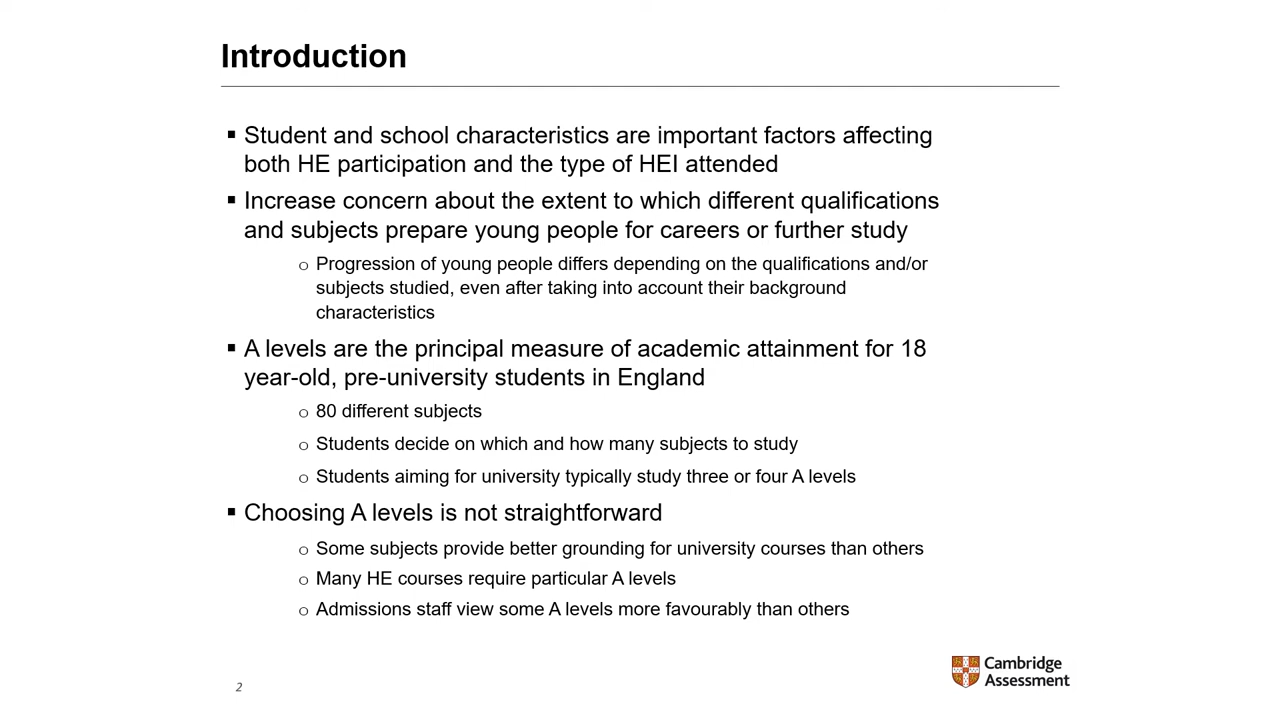 Introduction
▪ Student and school characteristics are important factors affecting
both HE participation and the type of HEI attended
▪ Increase concern about the extent to which different qualifications
and subjects prepare young people for careers or further study
o Progression of young people differs depending on the qualifications and/or
subjects studied, even after taking into account their background
characteristics
▪ A levels are the principal measure of academic attainment for 18
year-old, pre-university students in England
o 80 different subjects
o Students decide on which and how many subjects to study
o Students aiming for university typically study three or four A levels
▪ Choosing A levels is not straightforward
o Some subjects provide better grounding for university courses than others
o Many HE courses require particular A levels
o Admissions staff view some A levels more favourably than others
2
Cambridge
Assessment